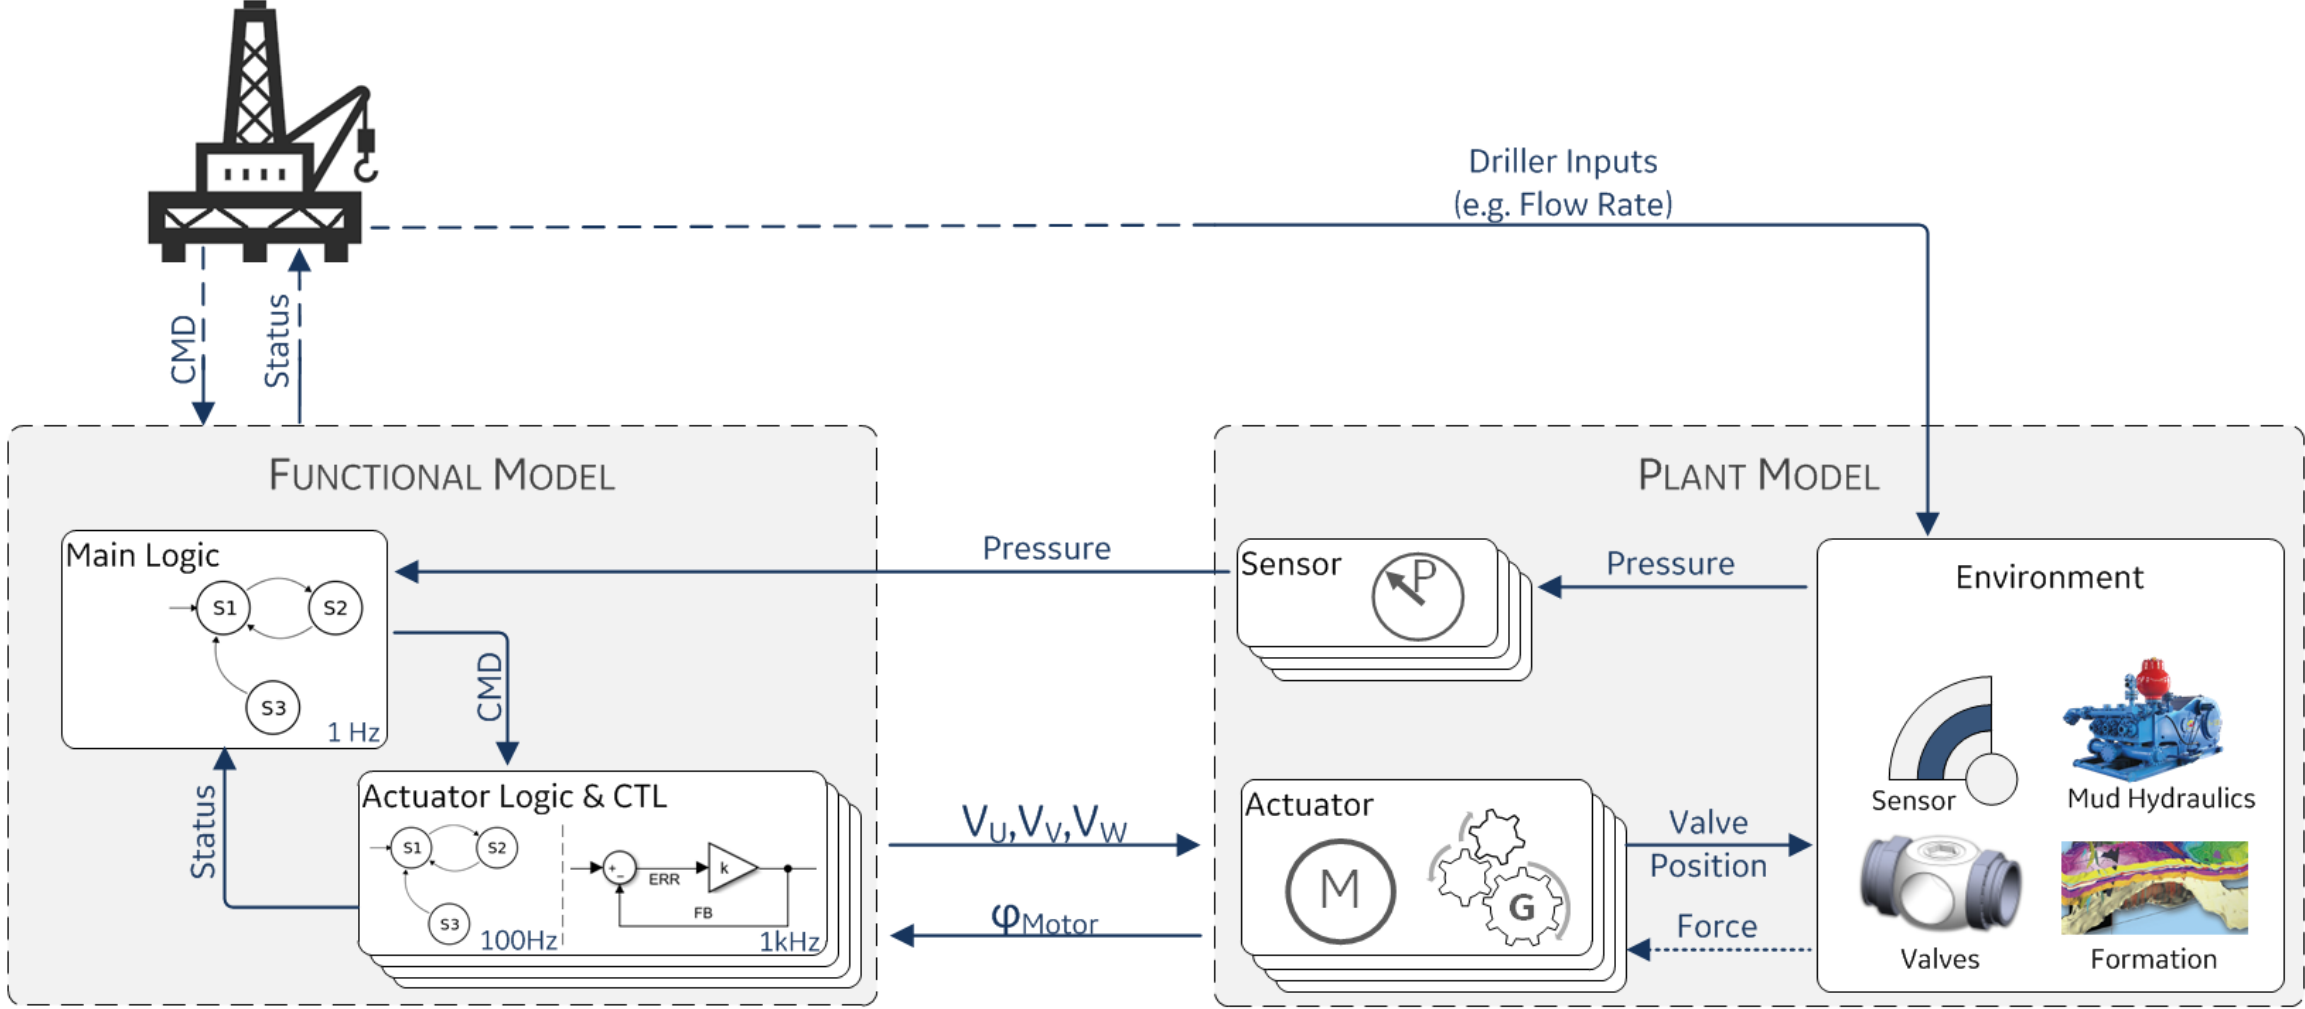 Driller Inputs
(e.g. Flow Rate)
CMD
Status
FUNCTIONAL MODEL
Main Logic
S1
S2
S3
1 Hz
CMD
Status
Actuator Logic & CTL
S1
S2
S3
100Hz
+
-
ERR
k
FB
1kHz
Pressure
VU,VV,VW
φMotor
PLANT MODEL
Sensor
P
Pressure
Actuator
M
G
Valve
Position
Force
Environment
Sensor
Mud Hydraulics
Valves
Formation